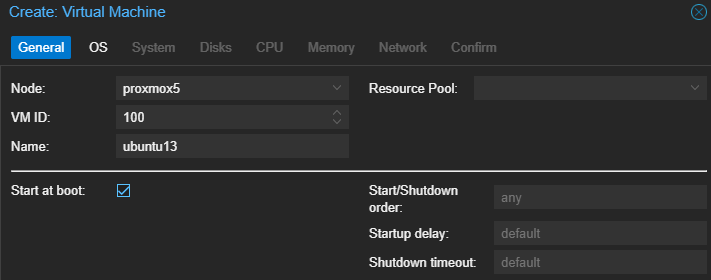 Create: Virtual Machine
General OS System Disks CPU Memory Network Confirm
Node: proxmox5 Resource Pool:
VM ID: 100
Name: ubuntu13
Start at boot: Start/Shutdown order: any
Startup delay: default
Shutdown timeout: default